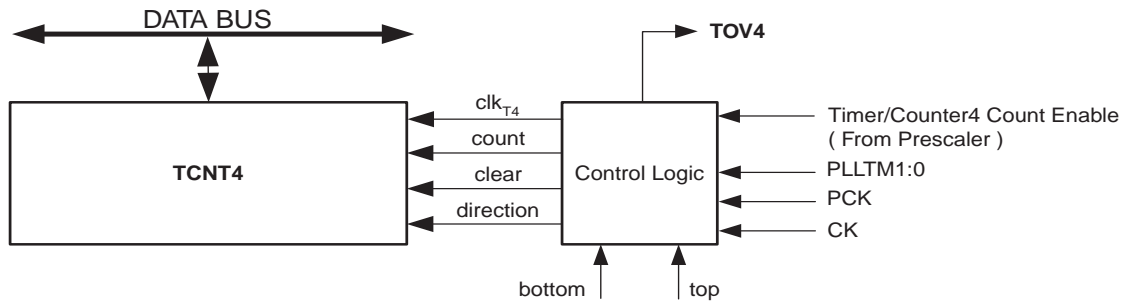 DATA BUS
TOV4
clkT4
count
clear
direction
TCNT4
Control Logic
Timer/Counter4 Count Enable
( From Prescaler )
PLLTM1:0
PCK
CK
bottom
top